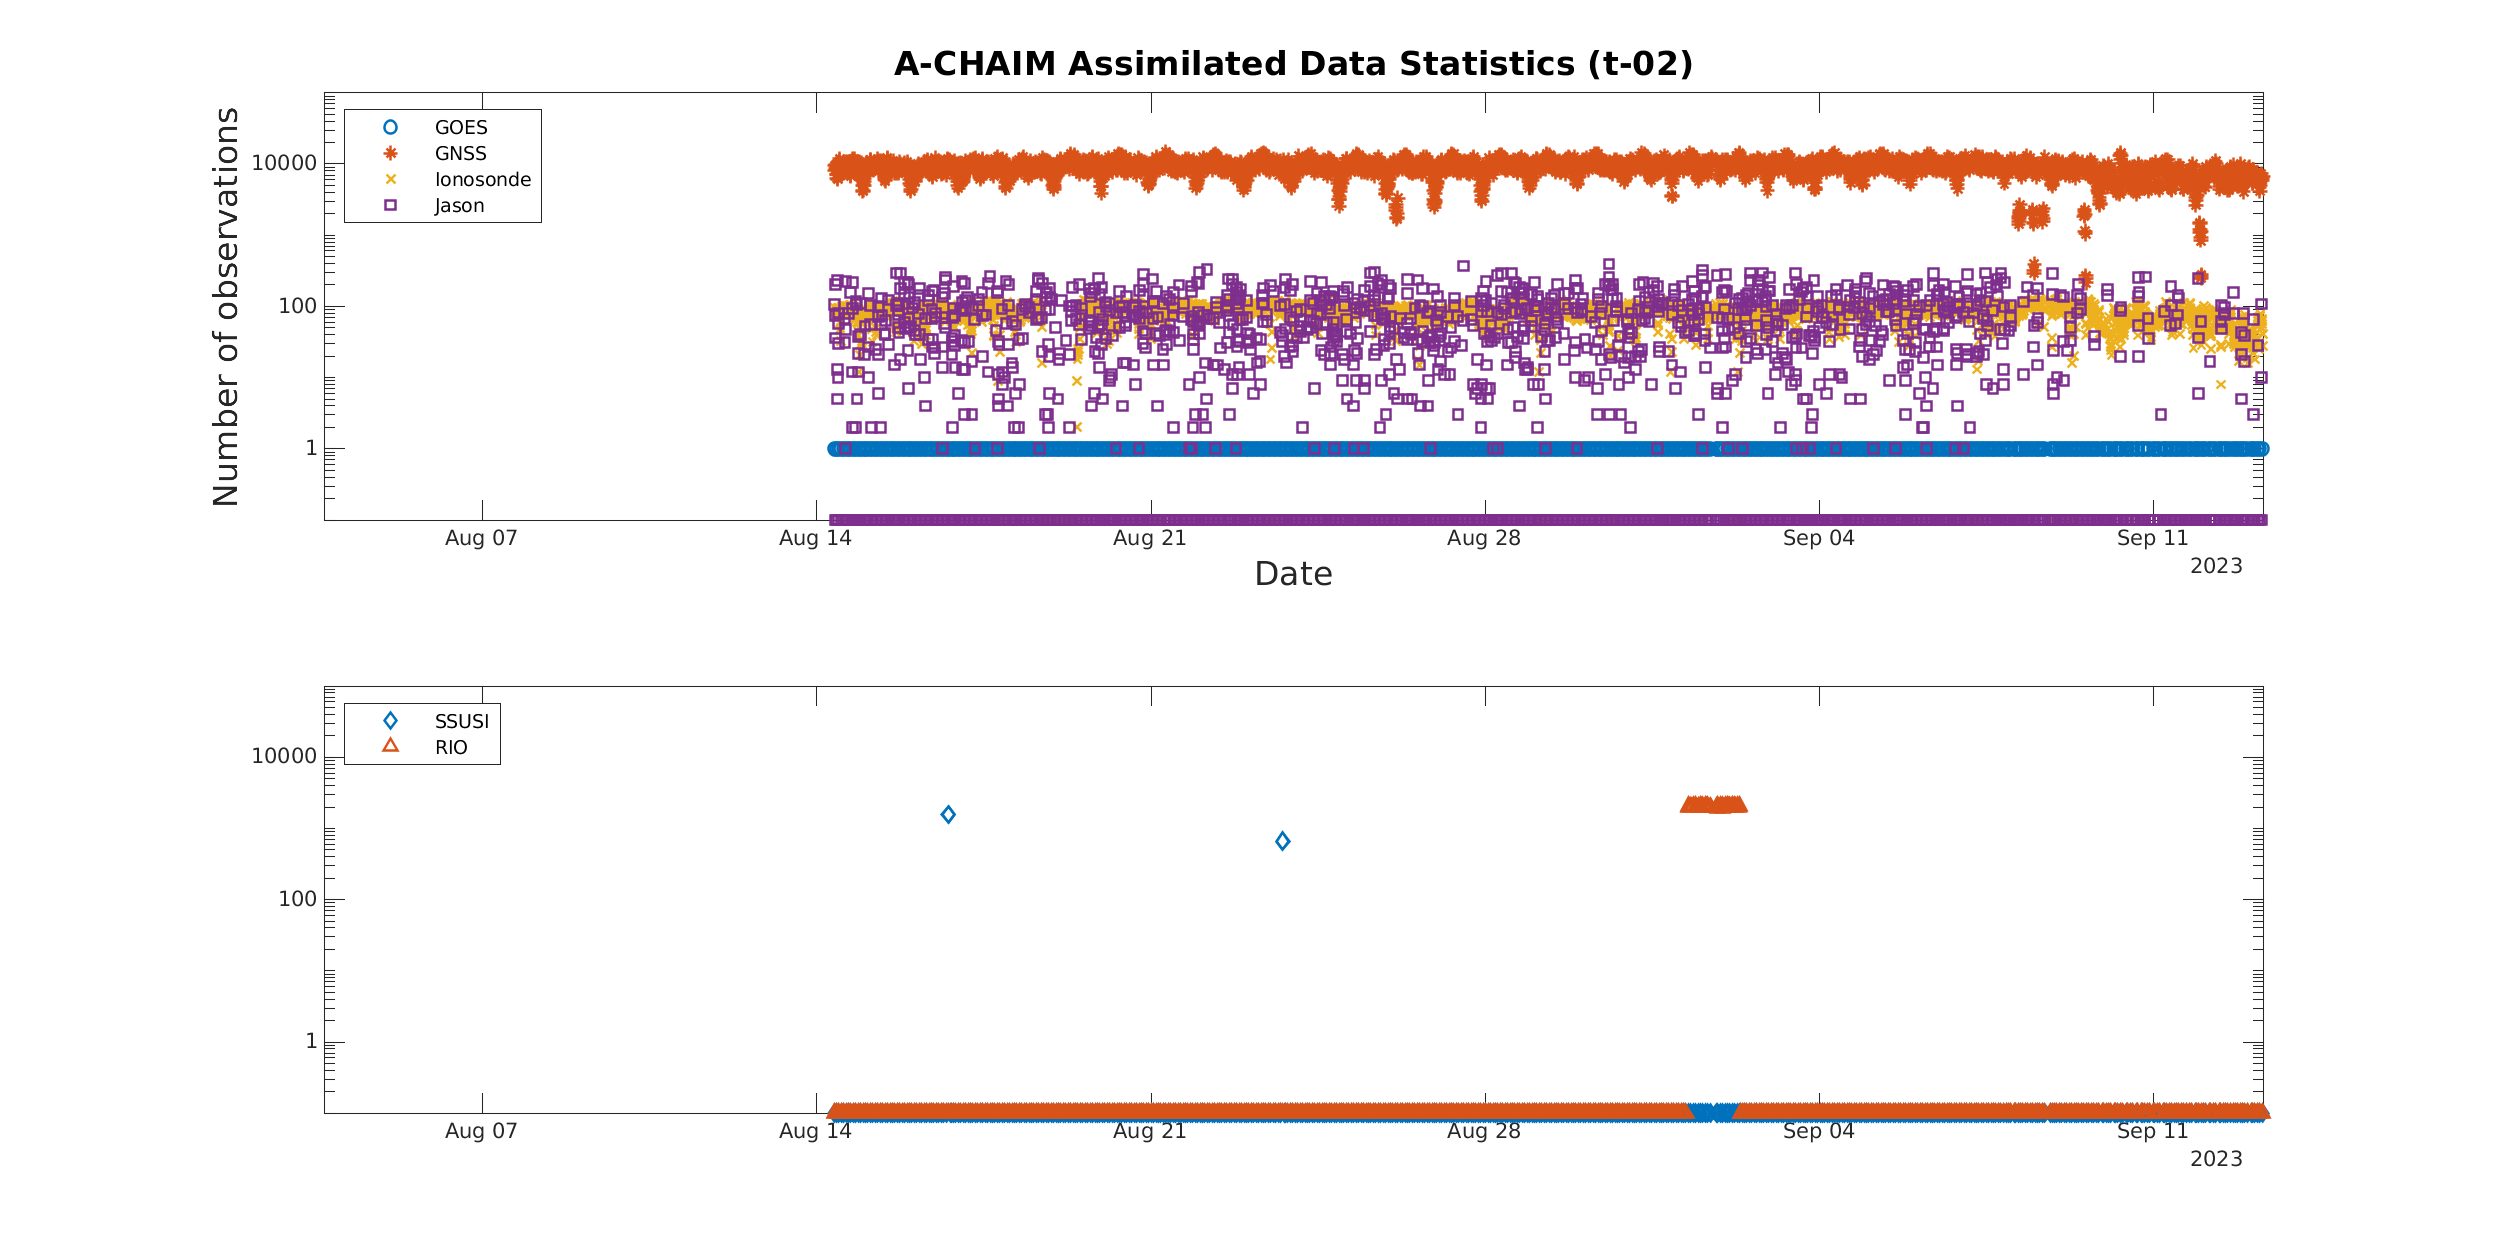 A-CHAIM Assimilated Data Statistics (t-02)
Number of observations
10000
100
1
GOES
GNSS
Ionosonde
Jason
Aug 07
Aug 14
Aug 21
Aug 28
Sep 04
Sep 11
2023
Date
10000
100
1
SSUSI
RIO
Aug 07
Aug 14
Aug 21
Aug 28
Sep 04
Sep 11
2023